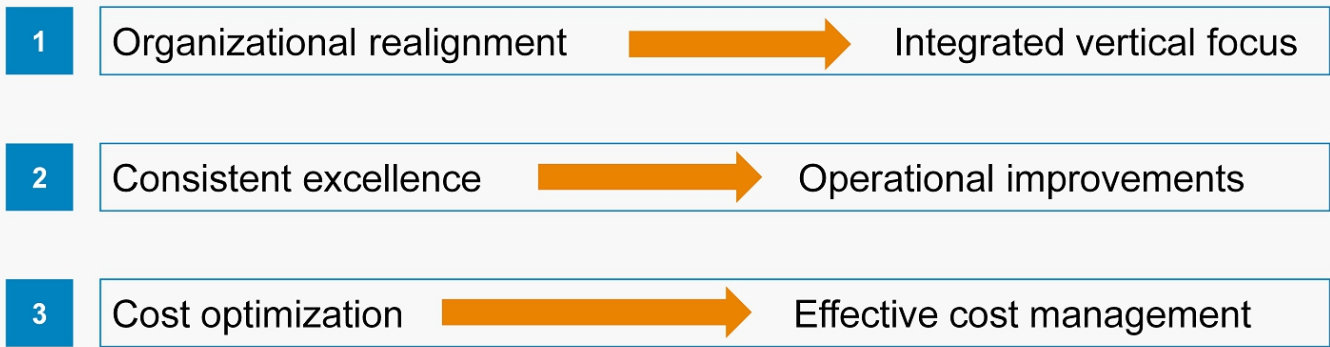 1 Organizational realignment Integrated vertical focus
2 Consistent excellence Operational improvements
3 Cost optimization Effective cost management